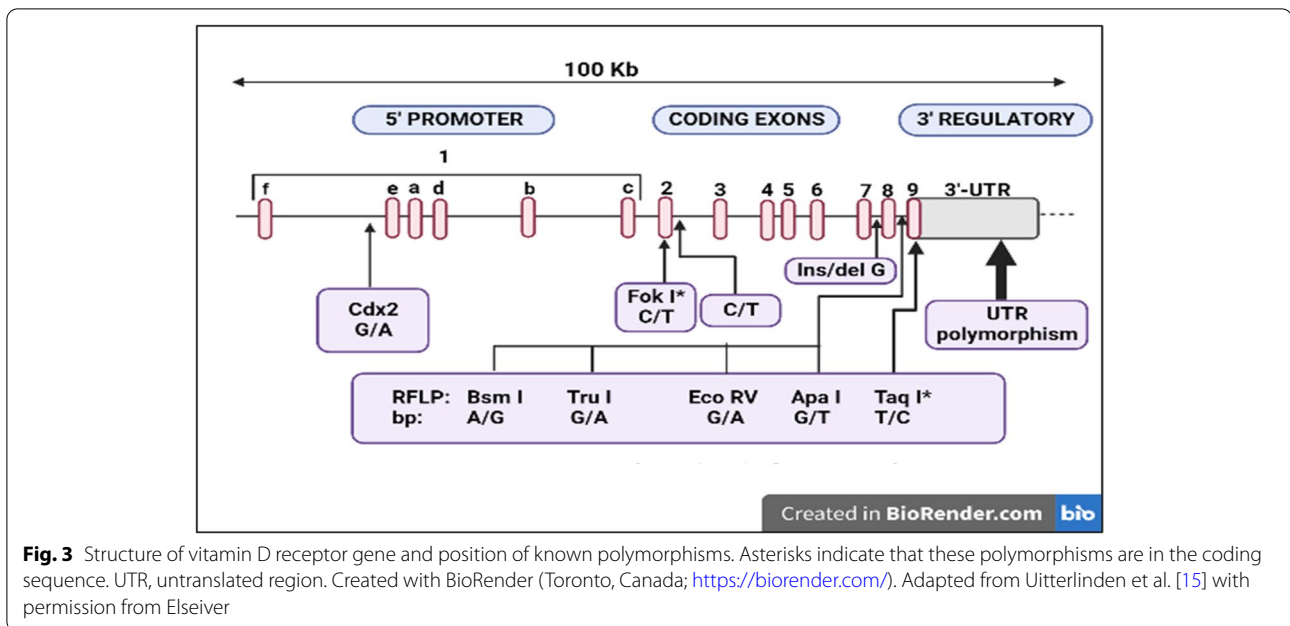 100 Kb
5' PROMOTER CODING EXONS 3' REGULATORY
1
f e a d b c 2 3 4 5 6 7 8 9 3'-UTR
Ins/del G
Cdx2
G/A
Fok I*
C/T
C/T
UTR
polymorphism
RFLP: Bsm I Tru I Eco RV Apa I Taq I*
bp: A/G G/A G/A G/T T/C
Created in BioRender.com bio
Fig. 3 Structure of vitamin D receptor gene and position of known polymorphisms. Asterisks indicate that these polymorphisms are in the coding
sequence. UTR, untranslated region. Created with BioRender (Toronto, Canada; https://biorender.com/). Adapted from Uitterlinden et al. [15] with
permission from Elseiver